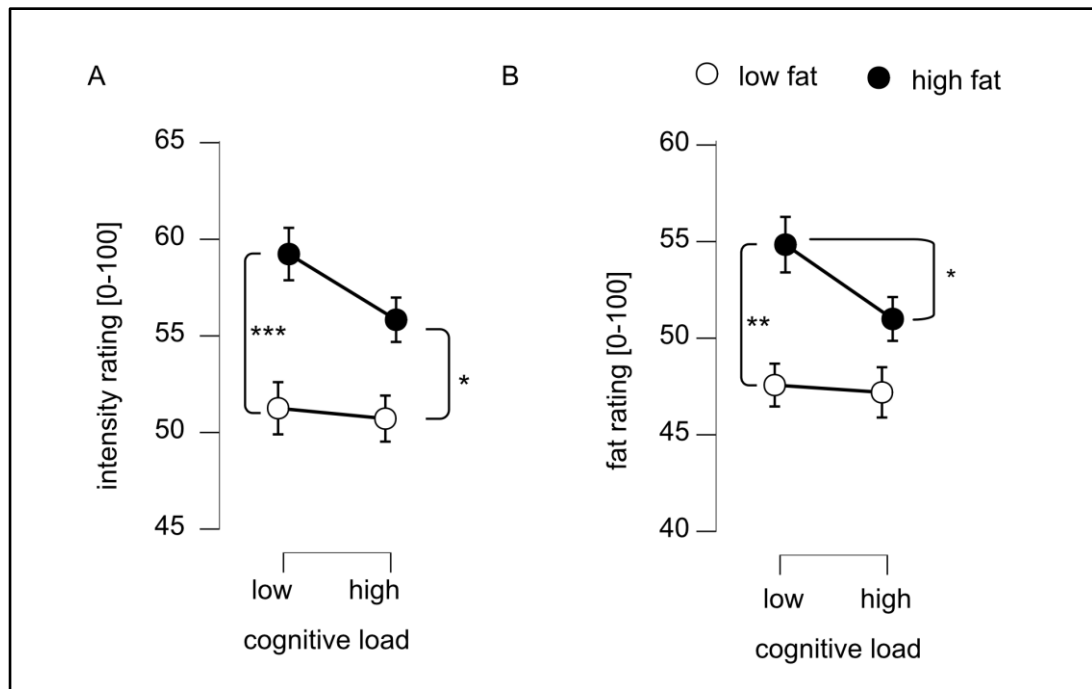 A
B
low fat
high fat
65
60
55
50
45
intensity rating [0-100]
***
*
low
high
cognitive load
60
55
50
45
40
fat rating [0-100]
**
*
low
high
cognitive load